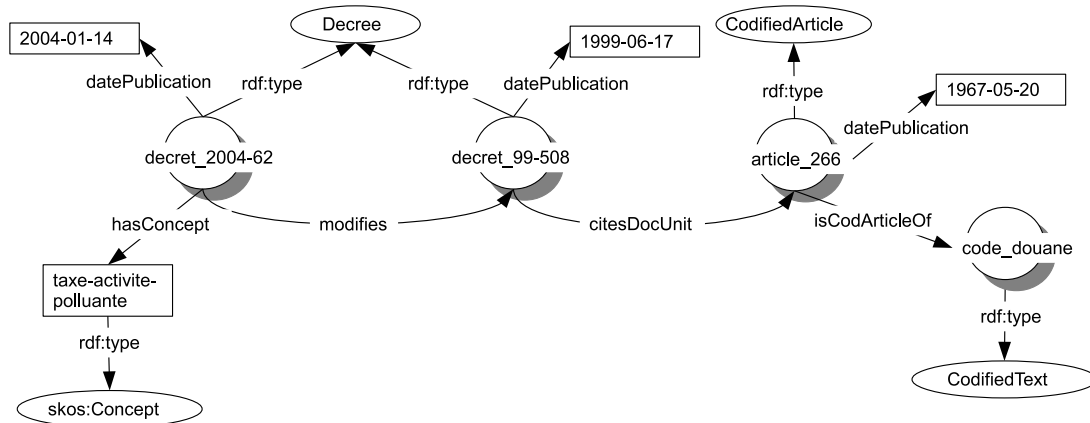 Decree
CodifiedArticle
2004-01-14
1999-06-17
rdf:type
rdf:type
datePublication
datePublication
rdf:type
1967-05-20
datePublication
decret_2004-62
decret_99-508
article_266
hasConcept
modifies
citesDocUnit
isCodArticleOf
code_douane
taxe-activite-
polluante
rdf:type
rdf:type
skos:Concept
CodifiedText